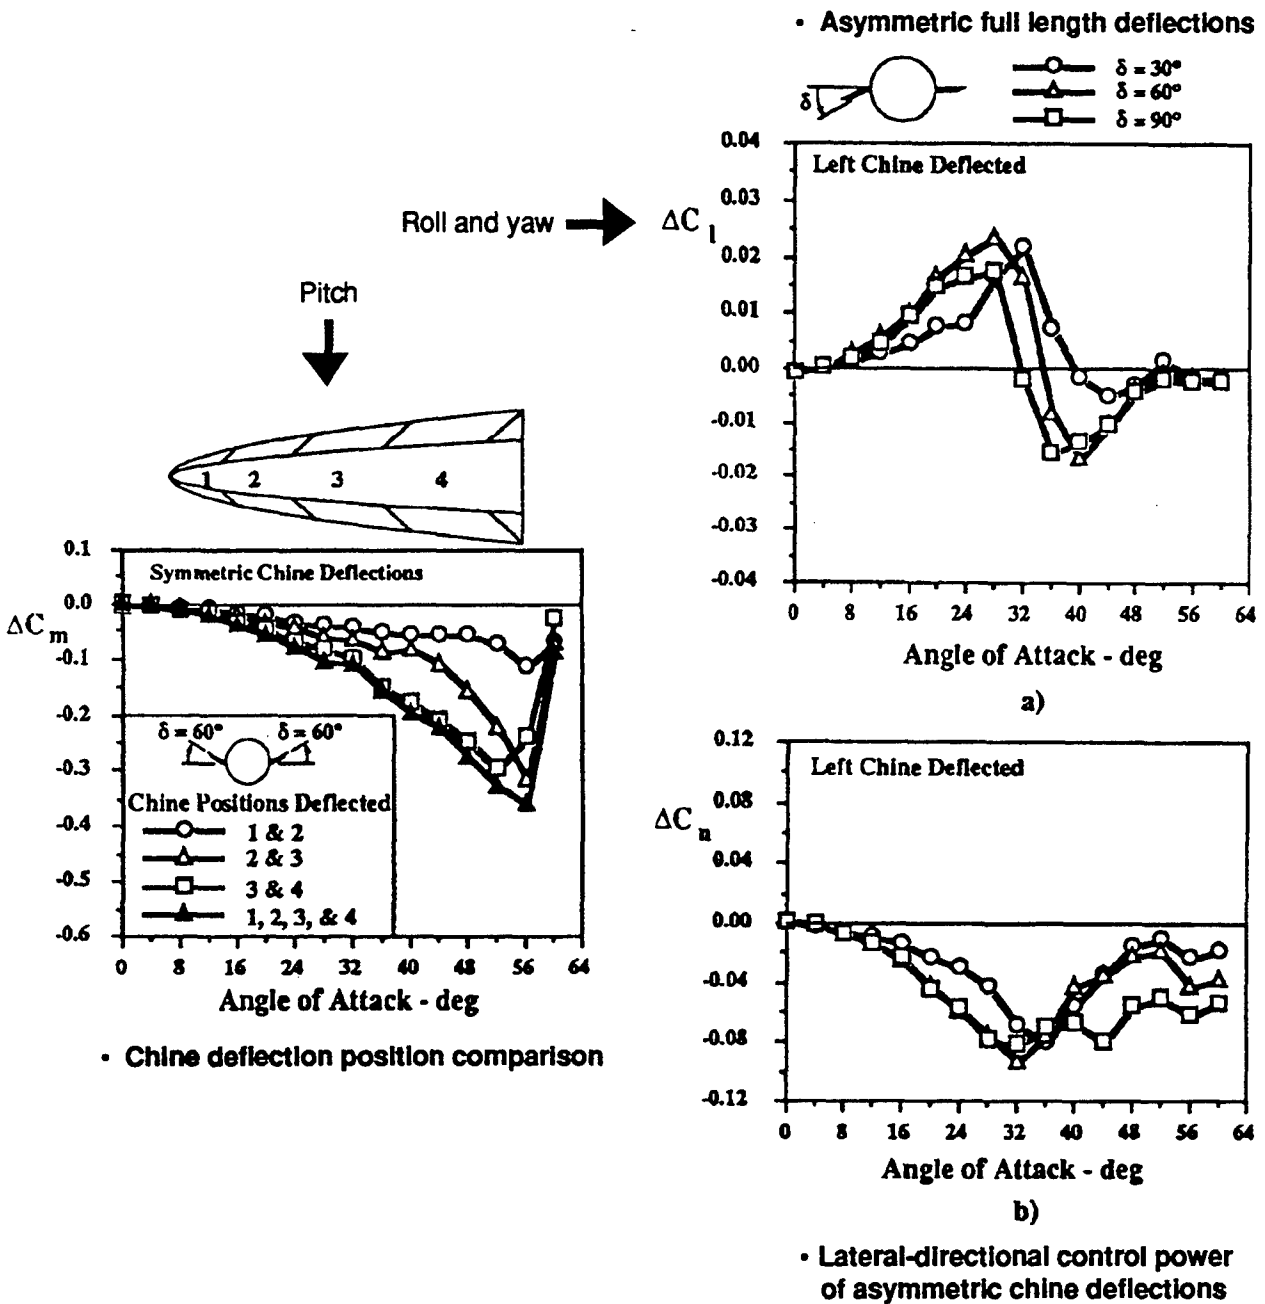 • Asymmetric full length deflections
δ
δ = 30°
δ = 60°
δ = 90°
Left Chine Deflected
Roll and yaw
ΔC l
0.04
0.03
0.02
0.01
0.00
-0.01
-0.02
-0.03
-0.04
0 8 16 24 32 40 48 56 64
Angle of Attack - deg
a)
Pitch
1 2 3 4
Symmetric Chine Deflections
ΔC m
0.1
0.0
-0.1
-0.2
-0.3
-0.4
-0.5
-0.6
δ = 60° δ = 60°
Chine Positions Deflected
1 & 2
2 & 3
3 & 4
1, 2, 3, & 4
0 8 16 24 32 40 48 56 64
Angle of Attack - deg
• Chine deflection position comparison
Left Chine Deflected
ΔC n
0.12
0.08
0.04
0.00
-0.04
-0.08
-0.12
0 8 16 24 32 40 48 56 64
Angle of Attack - deg
b)
• Lateral-directional control power
of asymmetric chine deflections